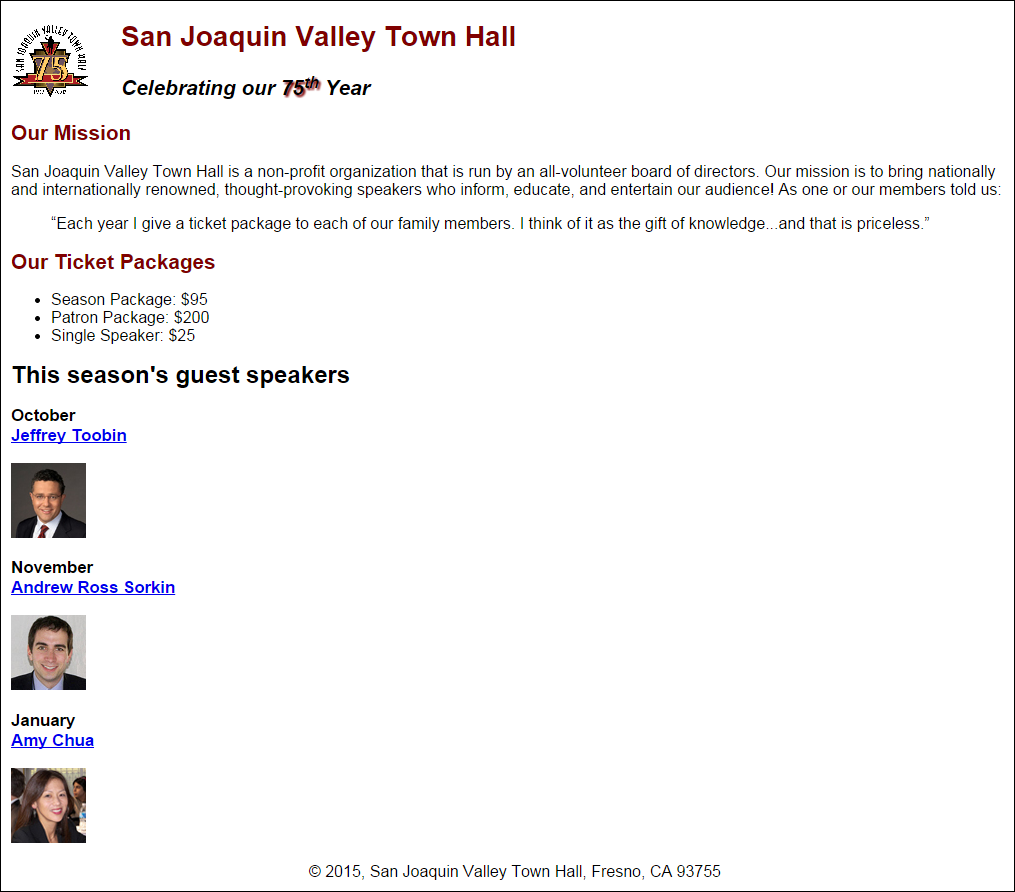 SAN JOAQUIN VALLEY TOWN HALL
75
San Joaquin Valley Town Hall
Celebrating our 75th Year
Our Mission
San Joaquin Valley Town Hall is a non-profit organization that is run by an all-volunteer board of directors. Our mission is to bring nationally
and internationally renowned, thought-provoking speakers who inform, educate, and entertain our audience! As one or our members told us:
“Each year I give a ticket package to each of our family members. I think of it as the gift of knowledge...and that is priceless.”
Our Ticket Packages
• Season Package: $95
• Patron Package: $200
• Single Speaker: $25
This season's guest speakers
October
Jeffrey Toobin
November
Andrew Ross Sorkin
January
Amy Chua
© 2015, San Joaquin Valley Town Hall, Fresno, CA 93755